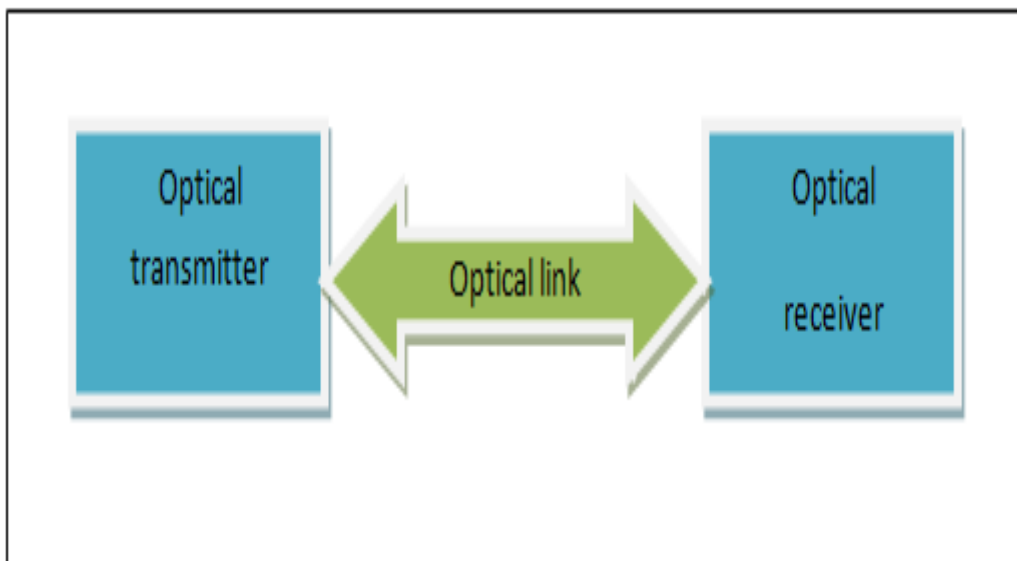 Optical
transmitter
Optical link
Optical
receiver